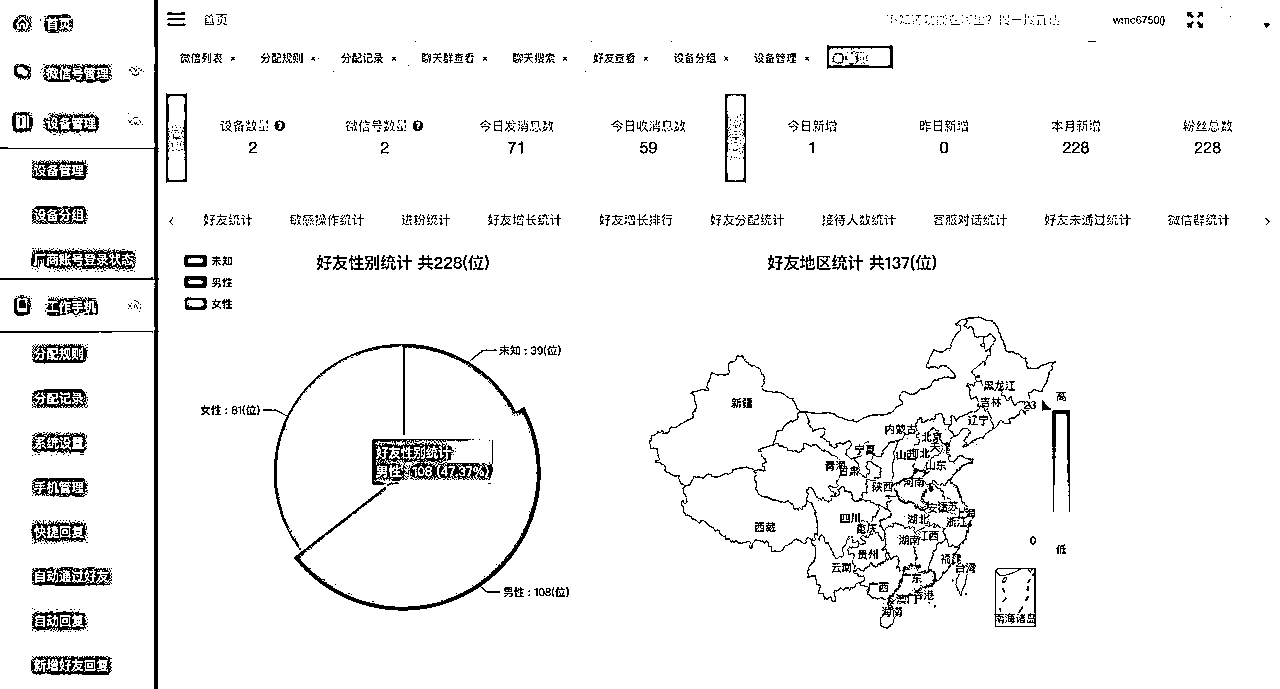 首页
微信号管理
设备管理
设备管理
设备分组
厂商账号登录状态
工作手机
分配规则
分配记录
系统设置
手机管理
快捷回复
自动通过好友
自动回复
新增好友回复
首页
wmc6750()
微信列表 × 分配规则 × 分配记录 × 聊天群查看 × 聊天搜索 × 好友查看 × 设备分组 × 设备管理 ×
设备数量 微信号数量 今日发消息数 今日收消息数 今日新增 昨日新增 本月新增 粉丝总数
2 2 71 59 1 0 228 228
好友统计 敏感操作统计 进粉统计 好友增长统计 好友增长排行 好友分配统计 接待人数统计 客服对话统计 好友未通过统计 微信群统计
未知
男性
女性
好友性别统计 共228(位)
未知：39(位)
女性：81(位)
好友性别统计
男性：108 (47.37%)
男性：108(位)
好友地区统计 共137(位)
黑龙江
吉林
辽宁
新疆
内蒙古
北京
宁夏
山西
山东
青海
甘肃
陕西
河南
西藏
四川
重庆
湖北
安徽
江苏
上海
浙江
湖南
江西
贵州
云南
福建
台湾
广西
广东
香港
澳门
海南
南海诸岛
高
23
0
低